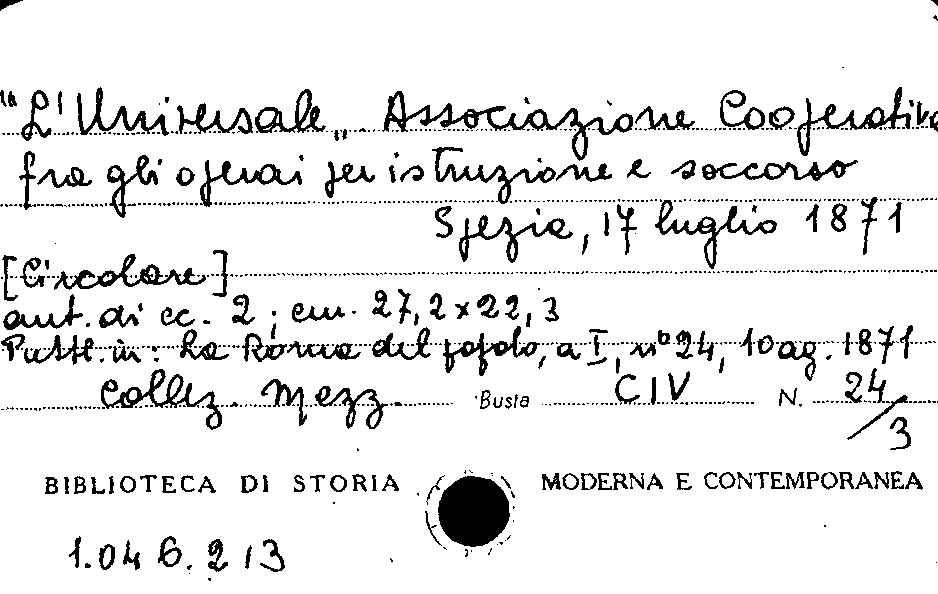 "L'Universale„ Associazione Cooperativa
fra gli operai per istruzione e soccorso
Spezia, 17 luglio 1871
[Circolare]
aut. di cc. 2; cm. 27,2 x 22,3
Pubbl. in: La Roma del popolo, a I, nº 24, 10 ag. 1871
Collez. Mezz. Busta CIV N. 24/3
BIBLIOTECA DI STORIA MODERNA E CONTEMPORANEA
1.046.213